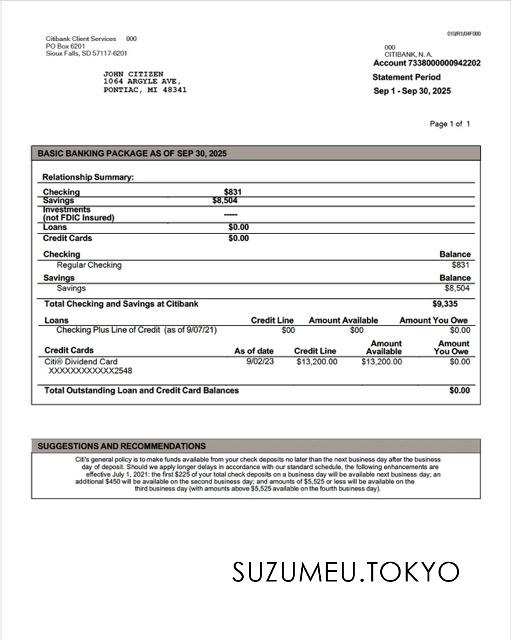 010/R1/04F000
Citibank Client Services 000
PO Box 6201
Sioux Falls, SD 57117-6201
000
CITIBANK, N. A.
Account 7338000000942202
Statement Period
Sep 1 - Sep 30, 2025
JOHN CITIZEN
1064 ARGYLE AVE,
PONTIAC, MI 48341
Page 1 of 1
BASIC BANKING PACKAGE AS OF SEP 30, 2025
Relationship Summary:
Checking $831
Savings $8,504
Investments
(not FDIC Insured) -----
Loans $0.00
Credit Cards $0.00
Checking Balance
Regular Checking $831
Savings Balance
Savings $8,504
Total Checking and Savings at Citibank $9,335
Loans Credit Line Amount Available Amount You Owe
Checking Plus Line of Credit (as of 9/07/21) $00 $00 $0.00
Credit Cards As of date Credit Line Amount Available Amount You Owe
Citi® Dividend Card 9/02/23 $13,200.00 $13,200.00 $0.00
XXXXXXXXXXXX2548
Total Outstanding Loan and Credit Card Balances $0.00
SUGGESTIONS AND RECOMMENDATIONS
Citi's general policy is to make funds available from your check deposits no later than the next business day after the business
day of deposit. Should we apply longer delays in accordance with our standard schedule, the following enhancements are
effective July 1, 2021: the first $225 of your total check deposits on a business day will be available next business day; an
additional $450 will be available on the second business day; and amounts of $5,525 or less will be available on the
third business day (with amounts above $5,525 available on the fourth business day).
SUZUMEU.TOKYO